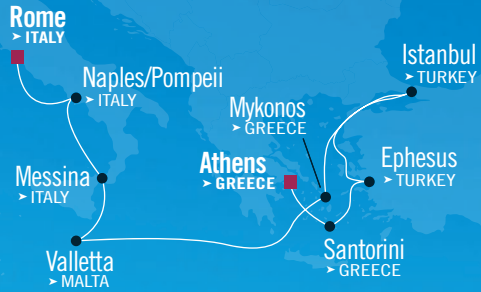 Rome
➤ ITALY
Naples/Pompeii
➤ ITALY
Messina
➤ ITALY
Valletta
➤ MALTA
Istanbul
➤ TURKEY
Mykonos
➤ GREECE
Athens
➤ GREECE
Ephesus
➤ TURKEY
Santorini
➤ GREECE